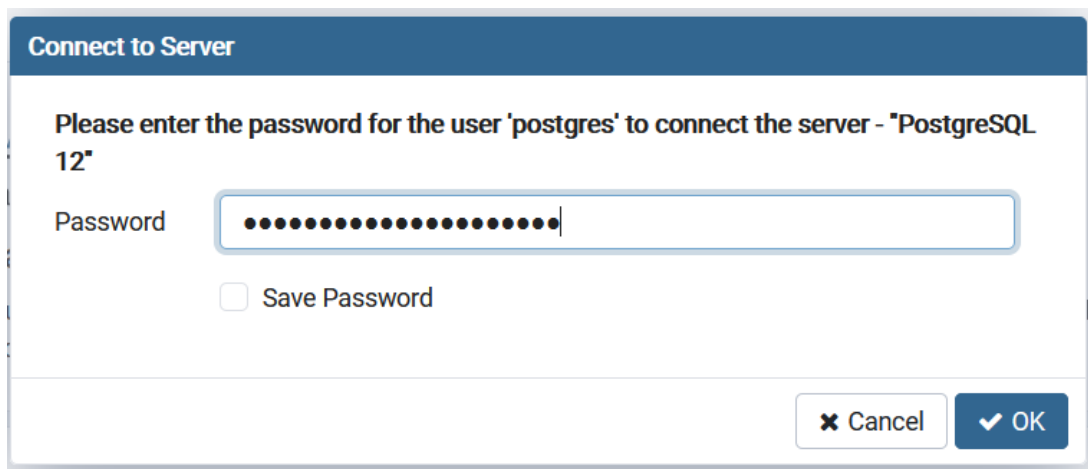 Connect to Server
Please enter the password for the user 'postgres' to connect the server - "PostgreSQL
12"
Password ●●●●●●●●●●●●●●●●●●●●●
Save Password
✖ Cancel ✔ OK